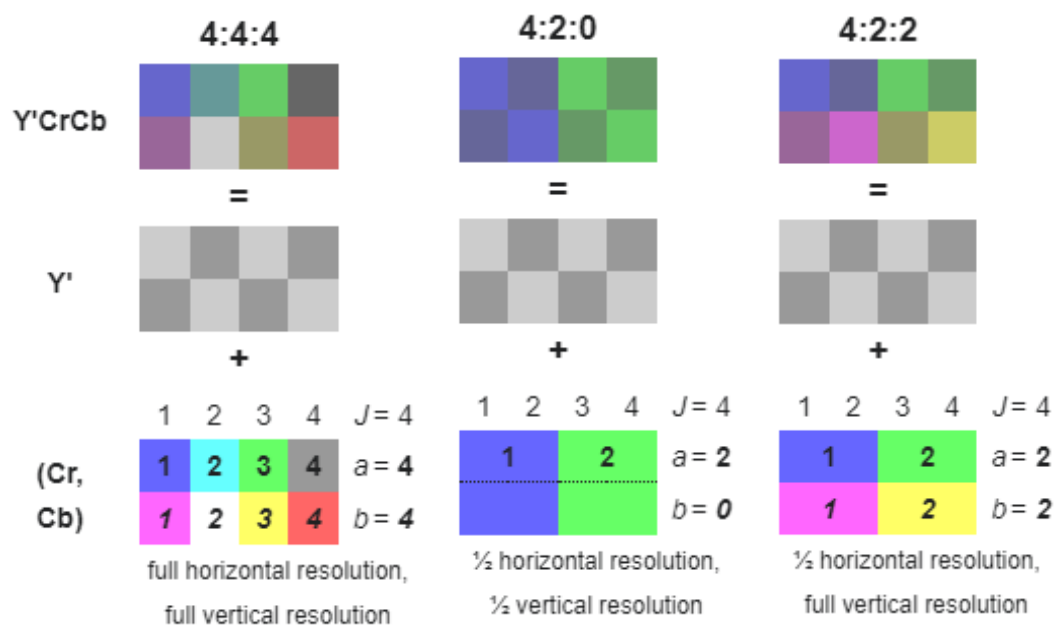 4:4:4 4:2:0 4:2:2
Y'CrCb
= = =
Y'
+ + +
1 2 3 4 J = 4 1 2 3 4 J = 4 1 2 3 4 J = 4
(Cr, 1 2 3 4 a = 4 1 2 a = 2 1 2 a = 2
Cb) 1 2 3 4 b = 4 b = 0 1 2 b = 2
full horizontal resolution, ½ horizontal resolution, ½ horizontal resolution,
full vertical resolution ½ vertical resolution full vertical resolution